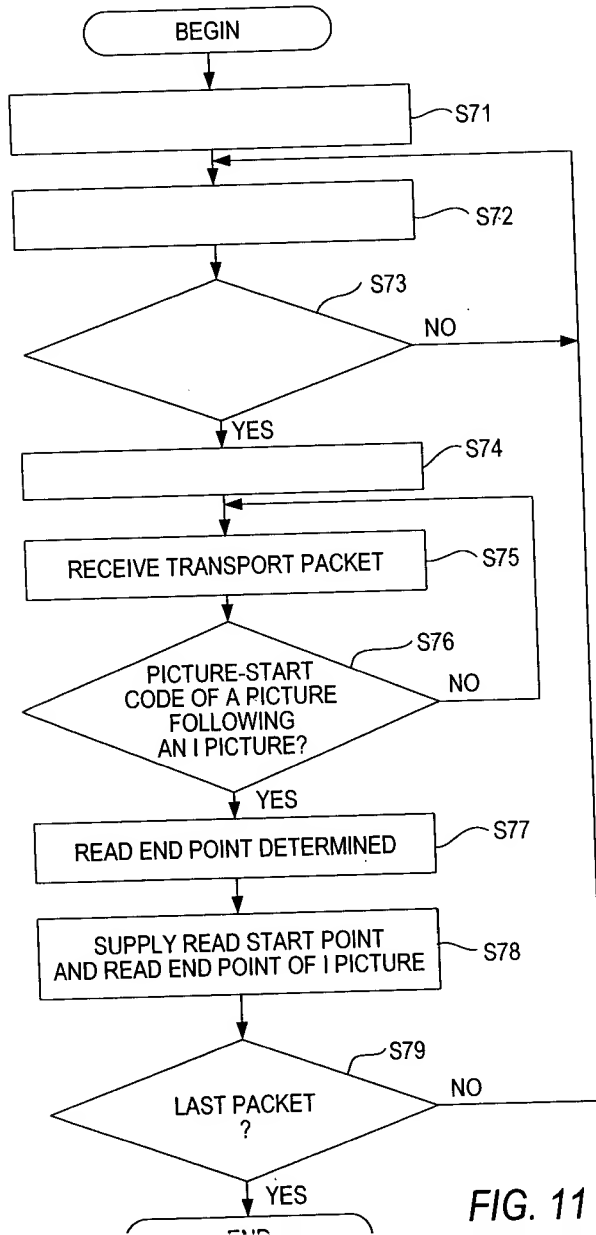 BEGIN
S71
S72
S73
NO
YES
S74
RECEIVE TRANSPORT PACKET
S75
S76
PICTURE-START
CODE OF A PICTURE
FOLLOWING
AN I PICTURE?
NO
YES
READ END POINT DETERMINED
S77
SUPPLY READ START POINT
AND READ END POINT OF I PICTURE
S78
S79
LAST PACKET
?
NO
YES
FIG. 11